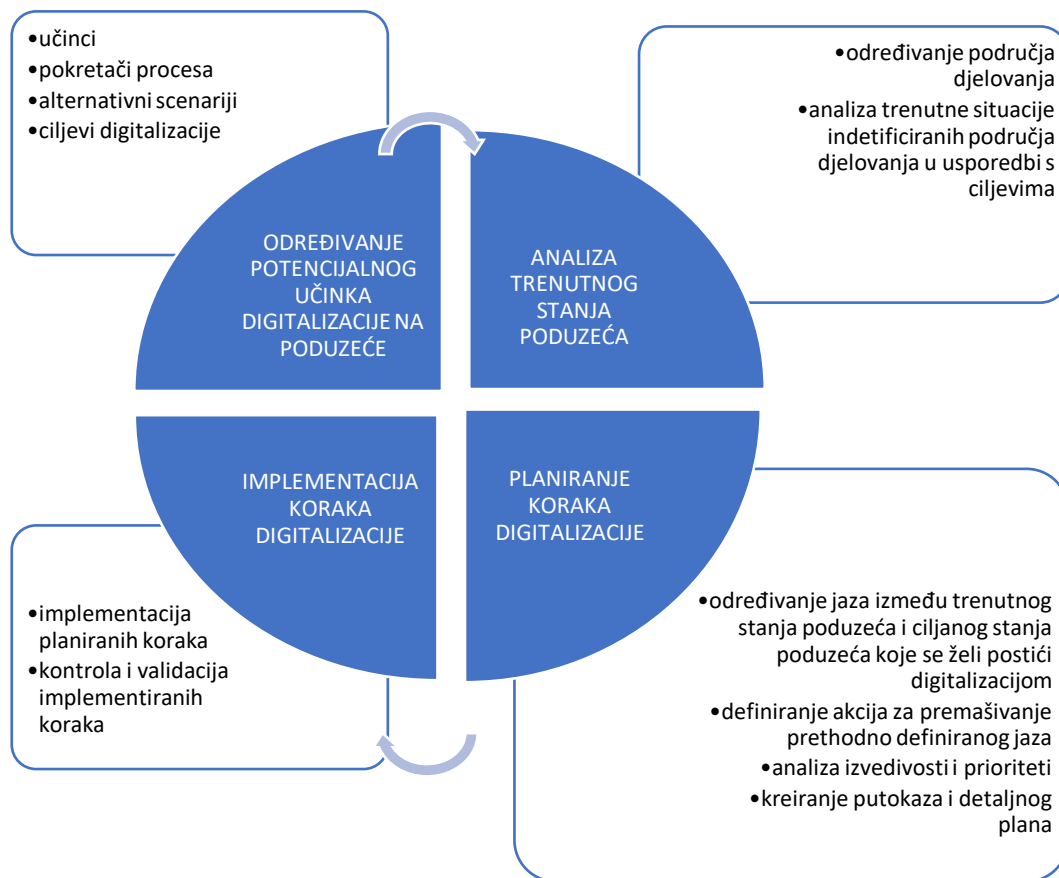 •učinci
•pokretači procesa
•alternativni scenariji
•ciljevi digitalizacije
•određivanje područja
djelovanja
•analiza trenutne situacije
indetificiranih područja
djelovanja u usporedbi s
ciljevima
ODREĐIVANJE
POTENCIJALNOG
UČINKA
DIGITALIZACIJE NA
PODUZEĆE
ANALIZA
TRENUTNOG
STANJA
PODUZEĆA
IMPLEMENTACIJA
KORAKA
DIGITALIZACIJE
PLANIRANJE
KORAKA
DIGITALIZACIJE
•implementacija
planiranih koraka
•kontrola i validacija
implementiranih
koraka
•određivanje jaza između trenutnog
stanja poduzeća i ciljanog stanja
poduzeća koje se želi postići
digitalizacijom
•definiranje akcija za premašivanje
prethodno definiranog jaza
•analiza izvedivosti i prioriteti
•kreiranje putokaza i detaljnog
plana